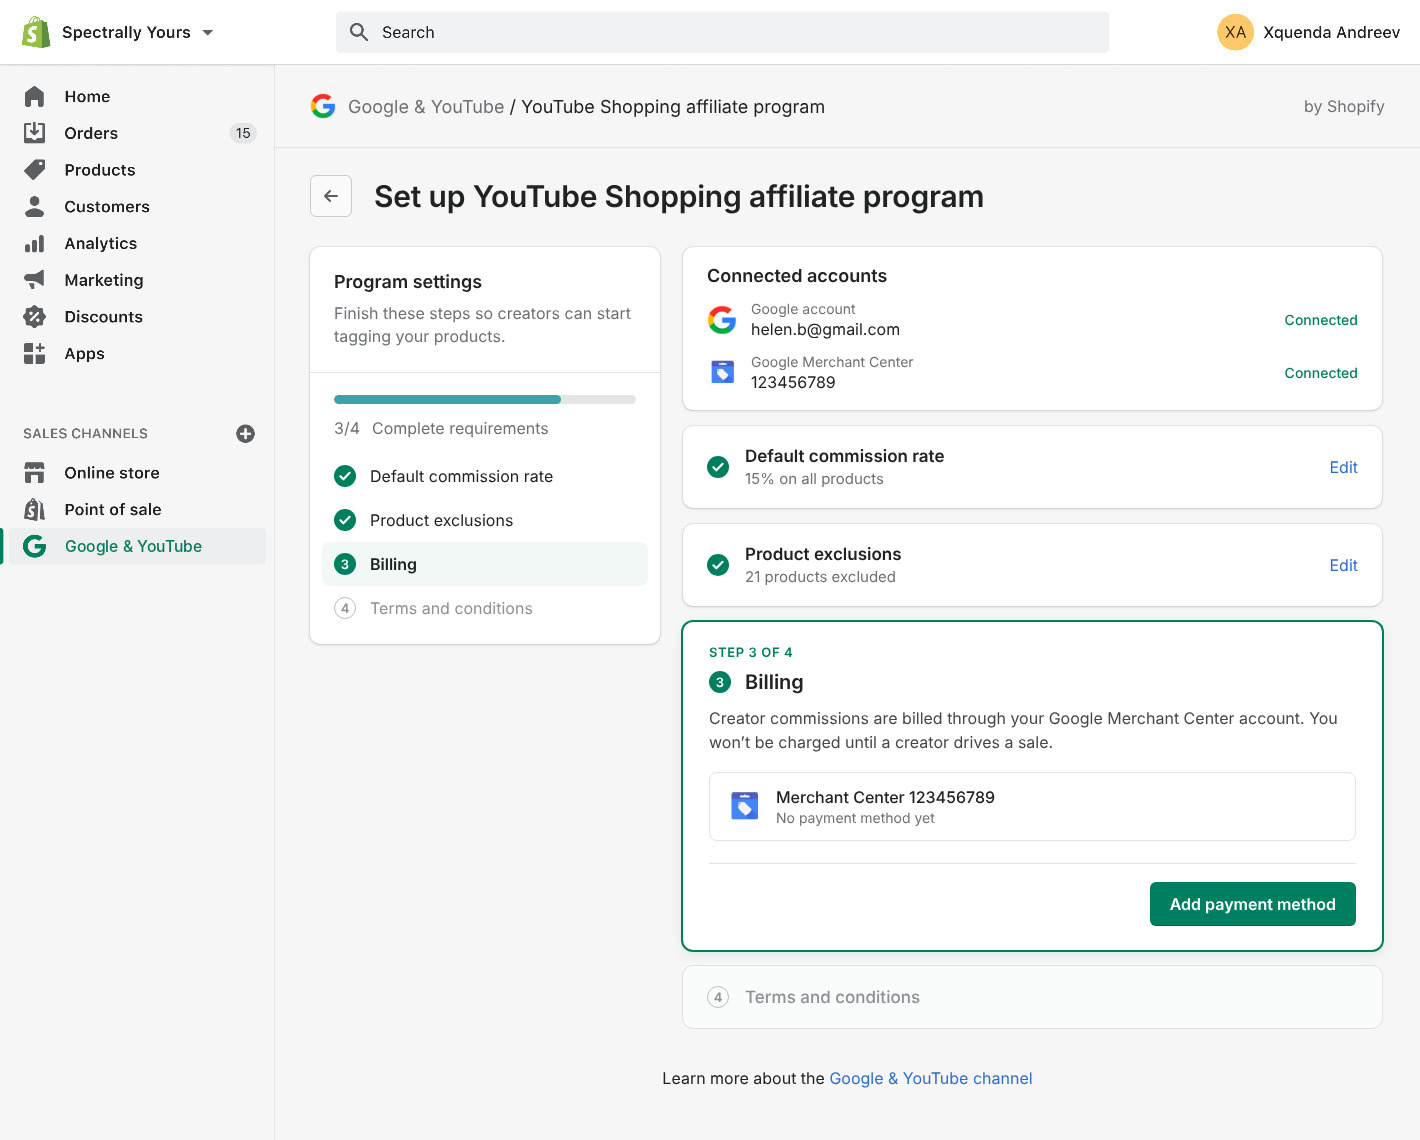 Spectrally Yours
Search
XA
Xquenda Andreev
Home
Orders
15
Products
Customers
Analytics
Marketing
Discounts
Apps
SALES CHANNELS
Online store
Point of sale
Google & YouTube
Google & YouTube / YouTube Shopping affiliate program
by Shopify
Set up YouTube Shopping affiliate program
Program settings
Finish these steps so creators can start
tagging your products.
3/4 Complete requirements
Default commission rate
Product exclusions
3 Billing
4 Terms and conditions
Connected accounts
Google account
helen.b@gmail.com
Connected
Google Merchant Center
123456789
Connected
Default commission rate
15% on all products
Edit
Product exclusions
21 products excluded
Edit
STEP 3 OF 4
3 Billing
Creator commissions are billed through your Google Merchant Center account. You
won’t be charged until a creator drives a sale.
Merchant Center 123456789
No payment method yet
Add payment method
4 Terms and conditions
Learn more about the Google & YouTube channel